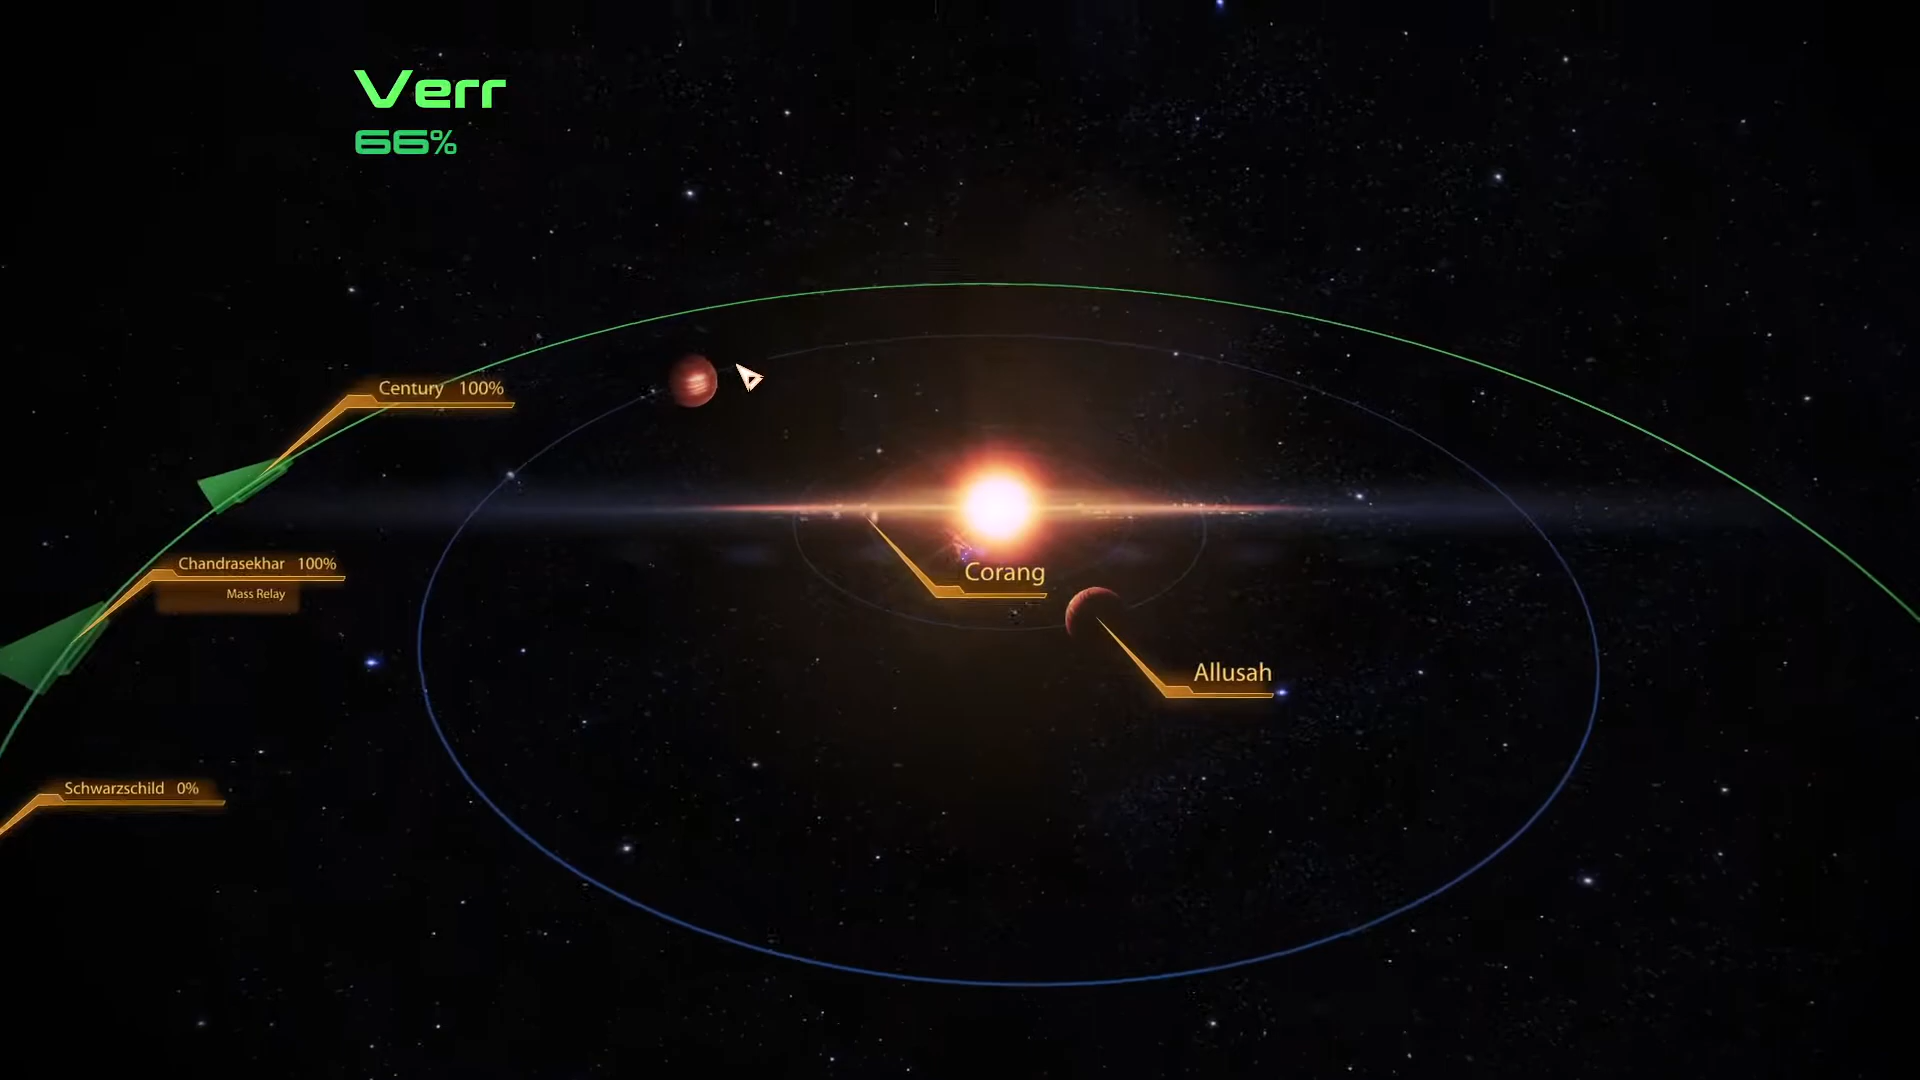 Verr
66%
Century 100%
Chandrasekhar 100%
Mass Relay
Corang
Allusah
Schwarzschild 0%